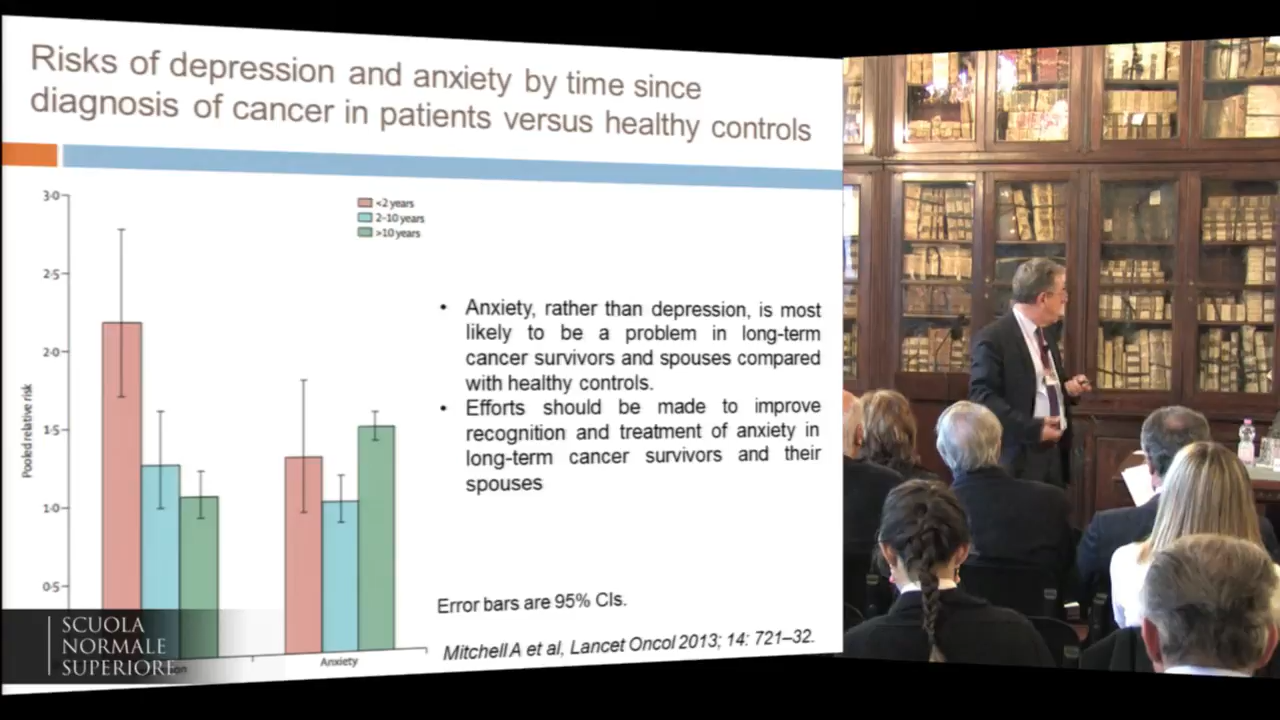 Risks of depression and anxiety by time since
diagnosis of cancer in patients versus healthy controls
3·0
2·5
2·0
1·5
1·0
0·5
Pooled relative risk
<2 years
2–10 years
>10 years
• Anxiety, rather than depression, is most
likely to be a problem in long-term
cancer survivors and spouses compared
with healthy controls.
• Efforts should be made to improve
recognition and treatment of anxiety in
long-term cancer survivors and their
spouses
Anxiety
Error bars are 95% CIs.
Mitchell A et al, Lancet Oncol 2013; 14: 721–32.
SCUOLA
NORMALE
SUPERIORE